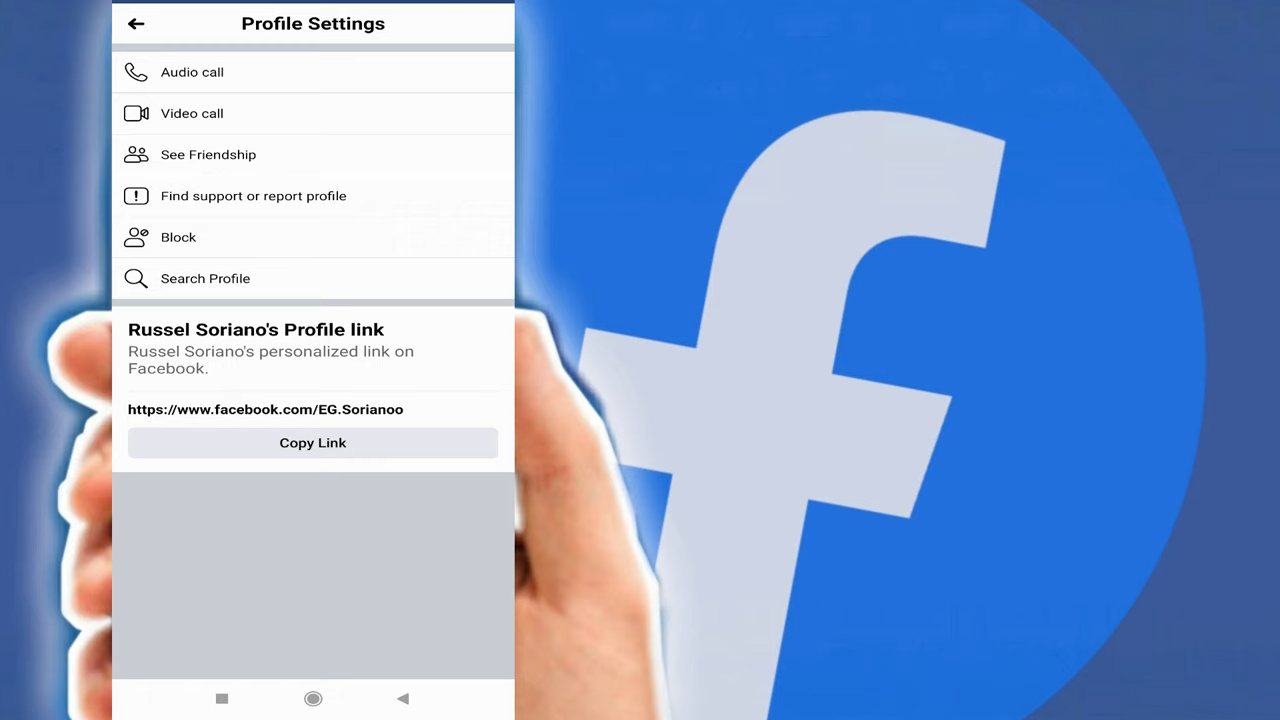 Profile Settings
Audio call
Video call
See Friendship
Find support or report profile
Block
Search Profile
Russel Soriano's Profile link
Russel Soriano's personalized link on
Facebook.
https://www.facebook.com/EG.Sorianoo
Copy Link
f